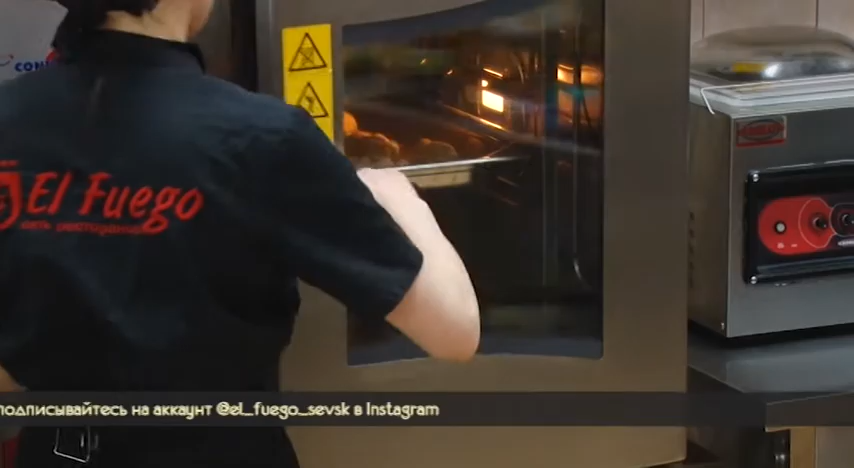 El Fuego
сеть ресторанов
подписывайтесь на аккаунт @el_fuego_sevsk в Instagram